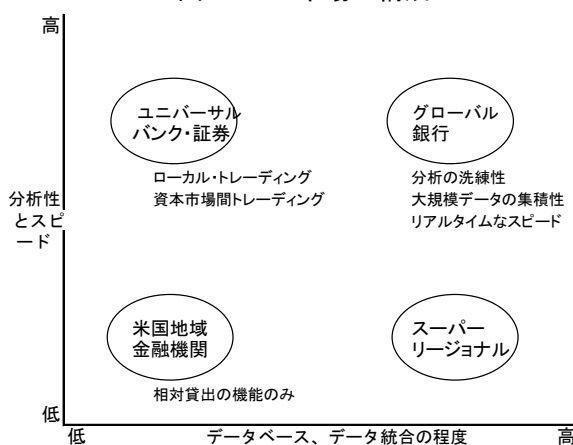 高
ユニバーサル
バンク・証券
グローバル
銀行
ローカル・トレーディング
資本市場間トレーディング
分析の洗練性
大規模データの集積性
リアルタイムなスピード
分析性
とスピ
ード
米国地域
金融機関
スーパー
リージョナル
相対貸出の機能のみ
低
低
データベース、データ統合の程度
高